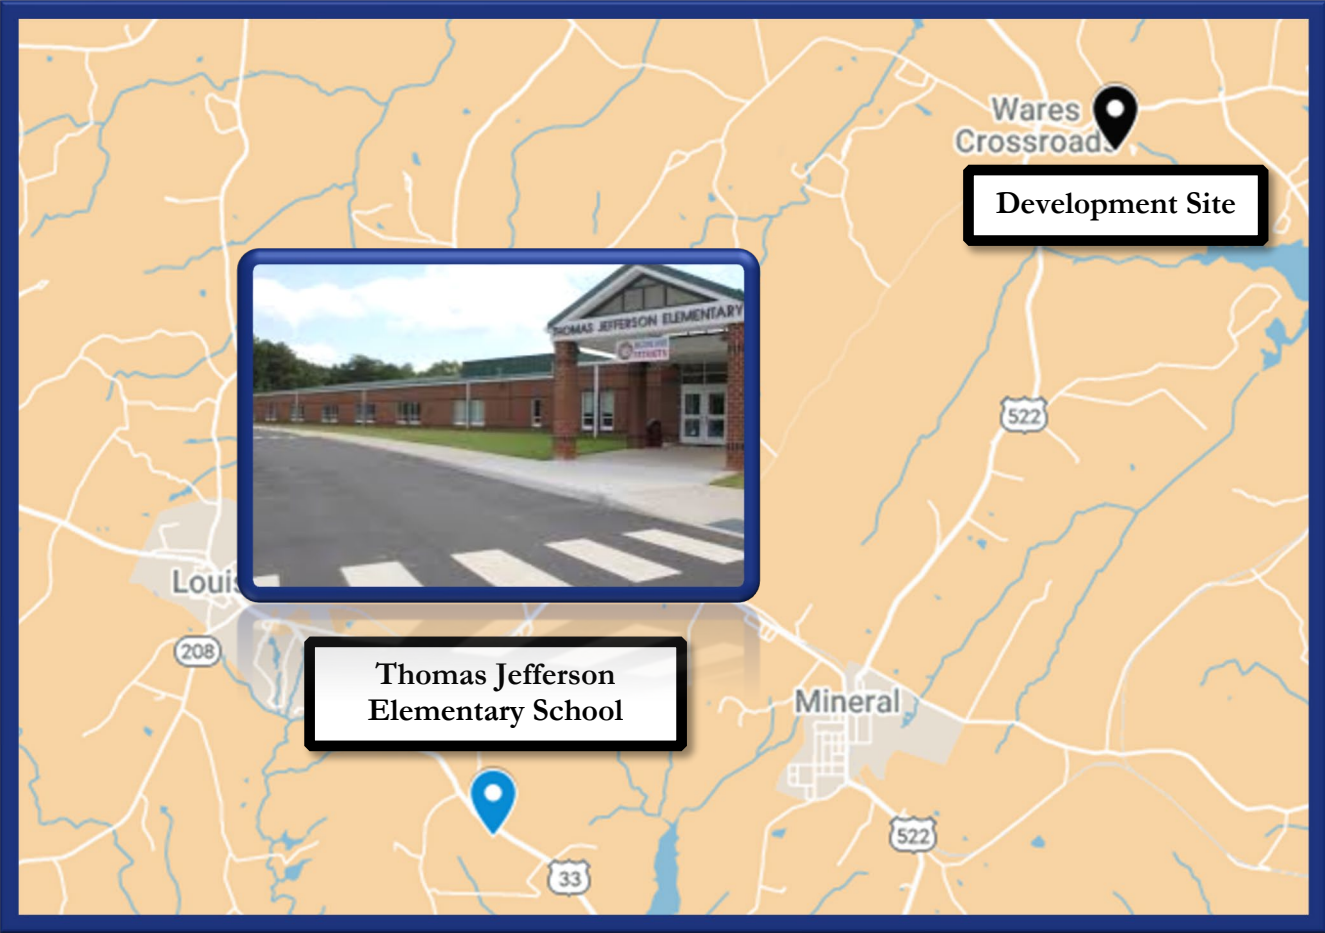 Wares
Crossroads
Development Site
THOMAS JEFFERSON ELEMENTARY
522
Louis
208
Thomas Jefferson
Elementary School
Mineral
522
33